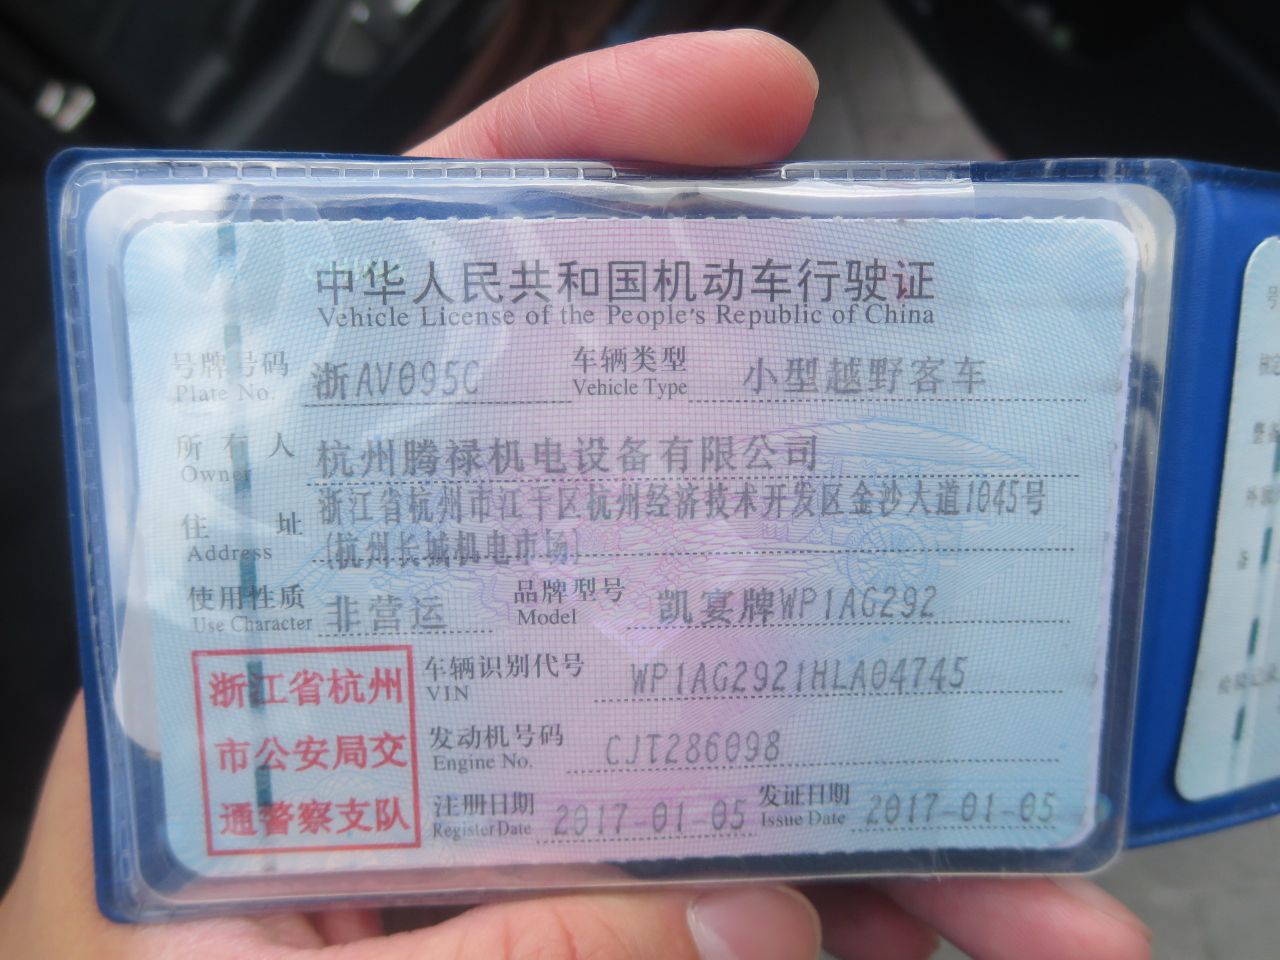 中华人民共和国机动车行驶证
Vehicle License of the People's Republic of China
号牌号码 浙AV095C 车辆类型 小型越野客车
Plate No. Vehicle Type
所有人 杭州腾禄机电设备有限公司
Owner
住址 浙江省杭州市江干区杭州经济技术开发区金沙大道1045号
Address (杭州长城机电市场)
使用性质 非营运 品牌型号 凯宴牌WP1AG292
Use Character Model
浙江省杭州
市公安局交
通警察支队
车辆识别代号 WP1AG2921HLA04745
VIN
发动机号码 CJT286098
Engine No.
注册日期 2017-01-05 发证日期 2017-01-05
Register Date Issue Date